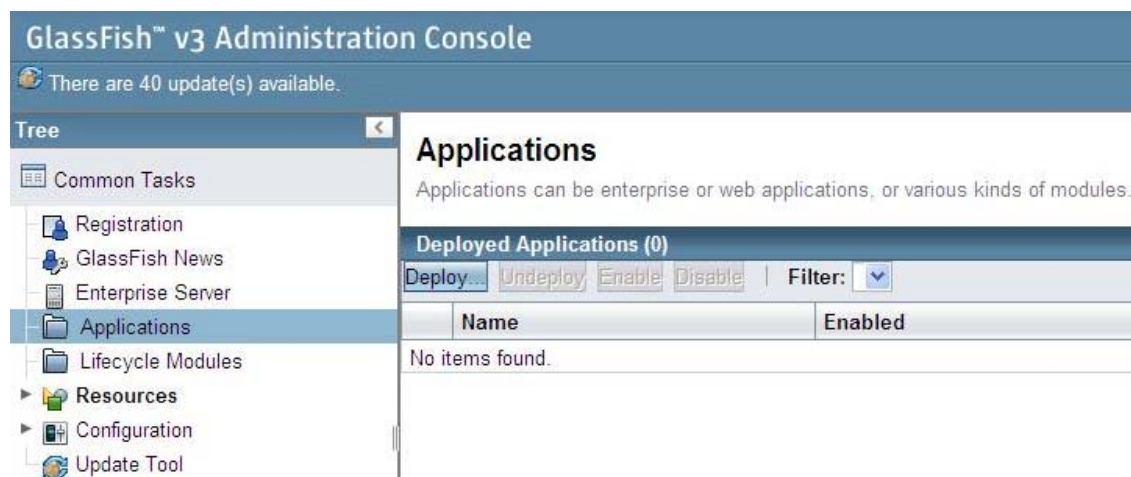 GlassFish™ v3 Administration Console
There are 40 update(s) available.
Tree
Common Tasks
Registration
GlassFish News
Enterprise Server
Applications
Lifecycle Modules
Resources
Configuration
Update Tool
Applications
Applications can be enterprise or web applications, or various kinds of modules.
Deployed Applications (0)
Deploy... Undeploy Enable Disable | Filter:
Name Enabled
No items found.